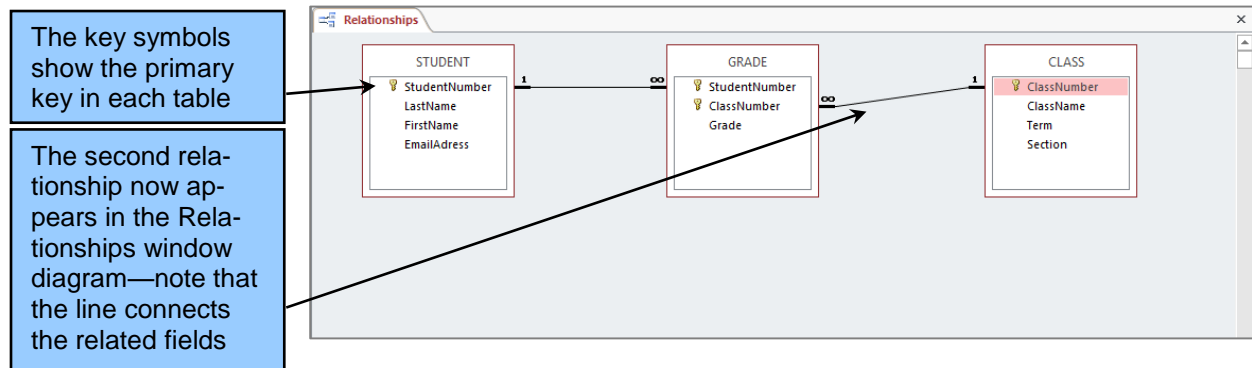 The key symbols
show the primary
key in each table
The second rela-
tionship now ap-
pears in the Rela-
tionships window
diagram—note that
the line connects
the related fields
Relationships
STUDENT
StudentNumber
LastName
FirstName
EmailAdress
1
∞
GRADE
StudentNumber
ClassNumber
Grade
∞
1
CLASS
ClassNumber
ClassName
Term
Section